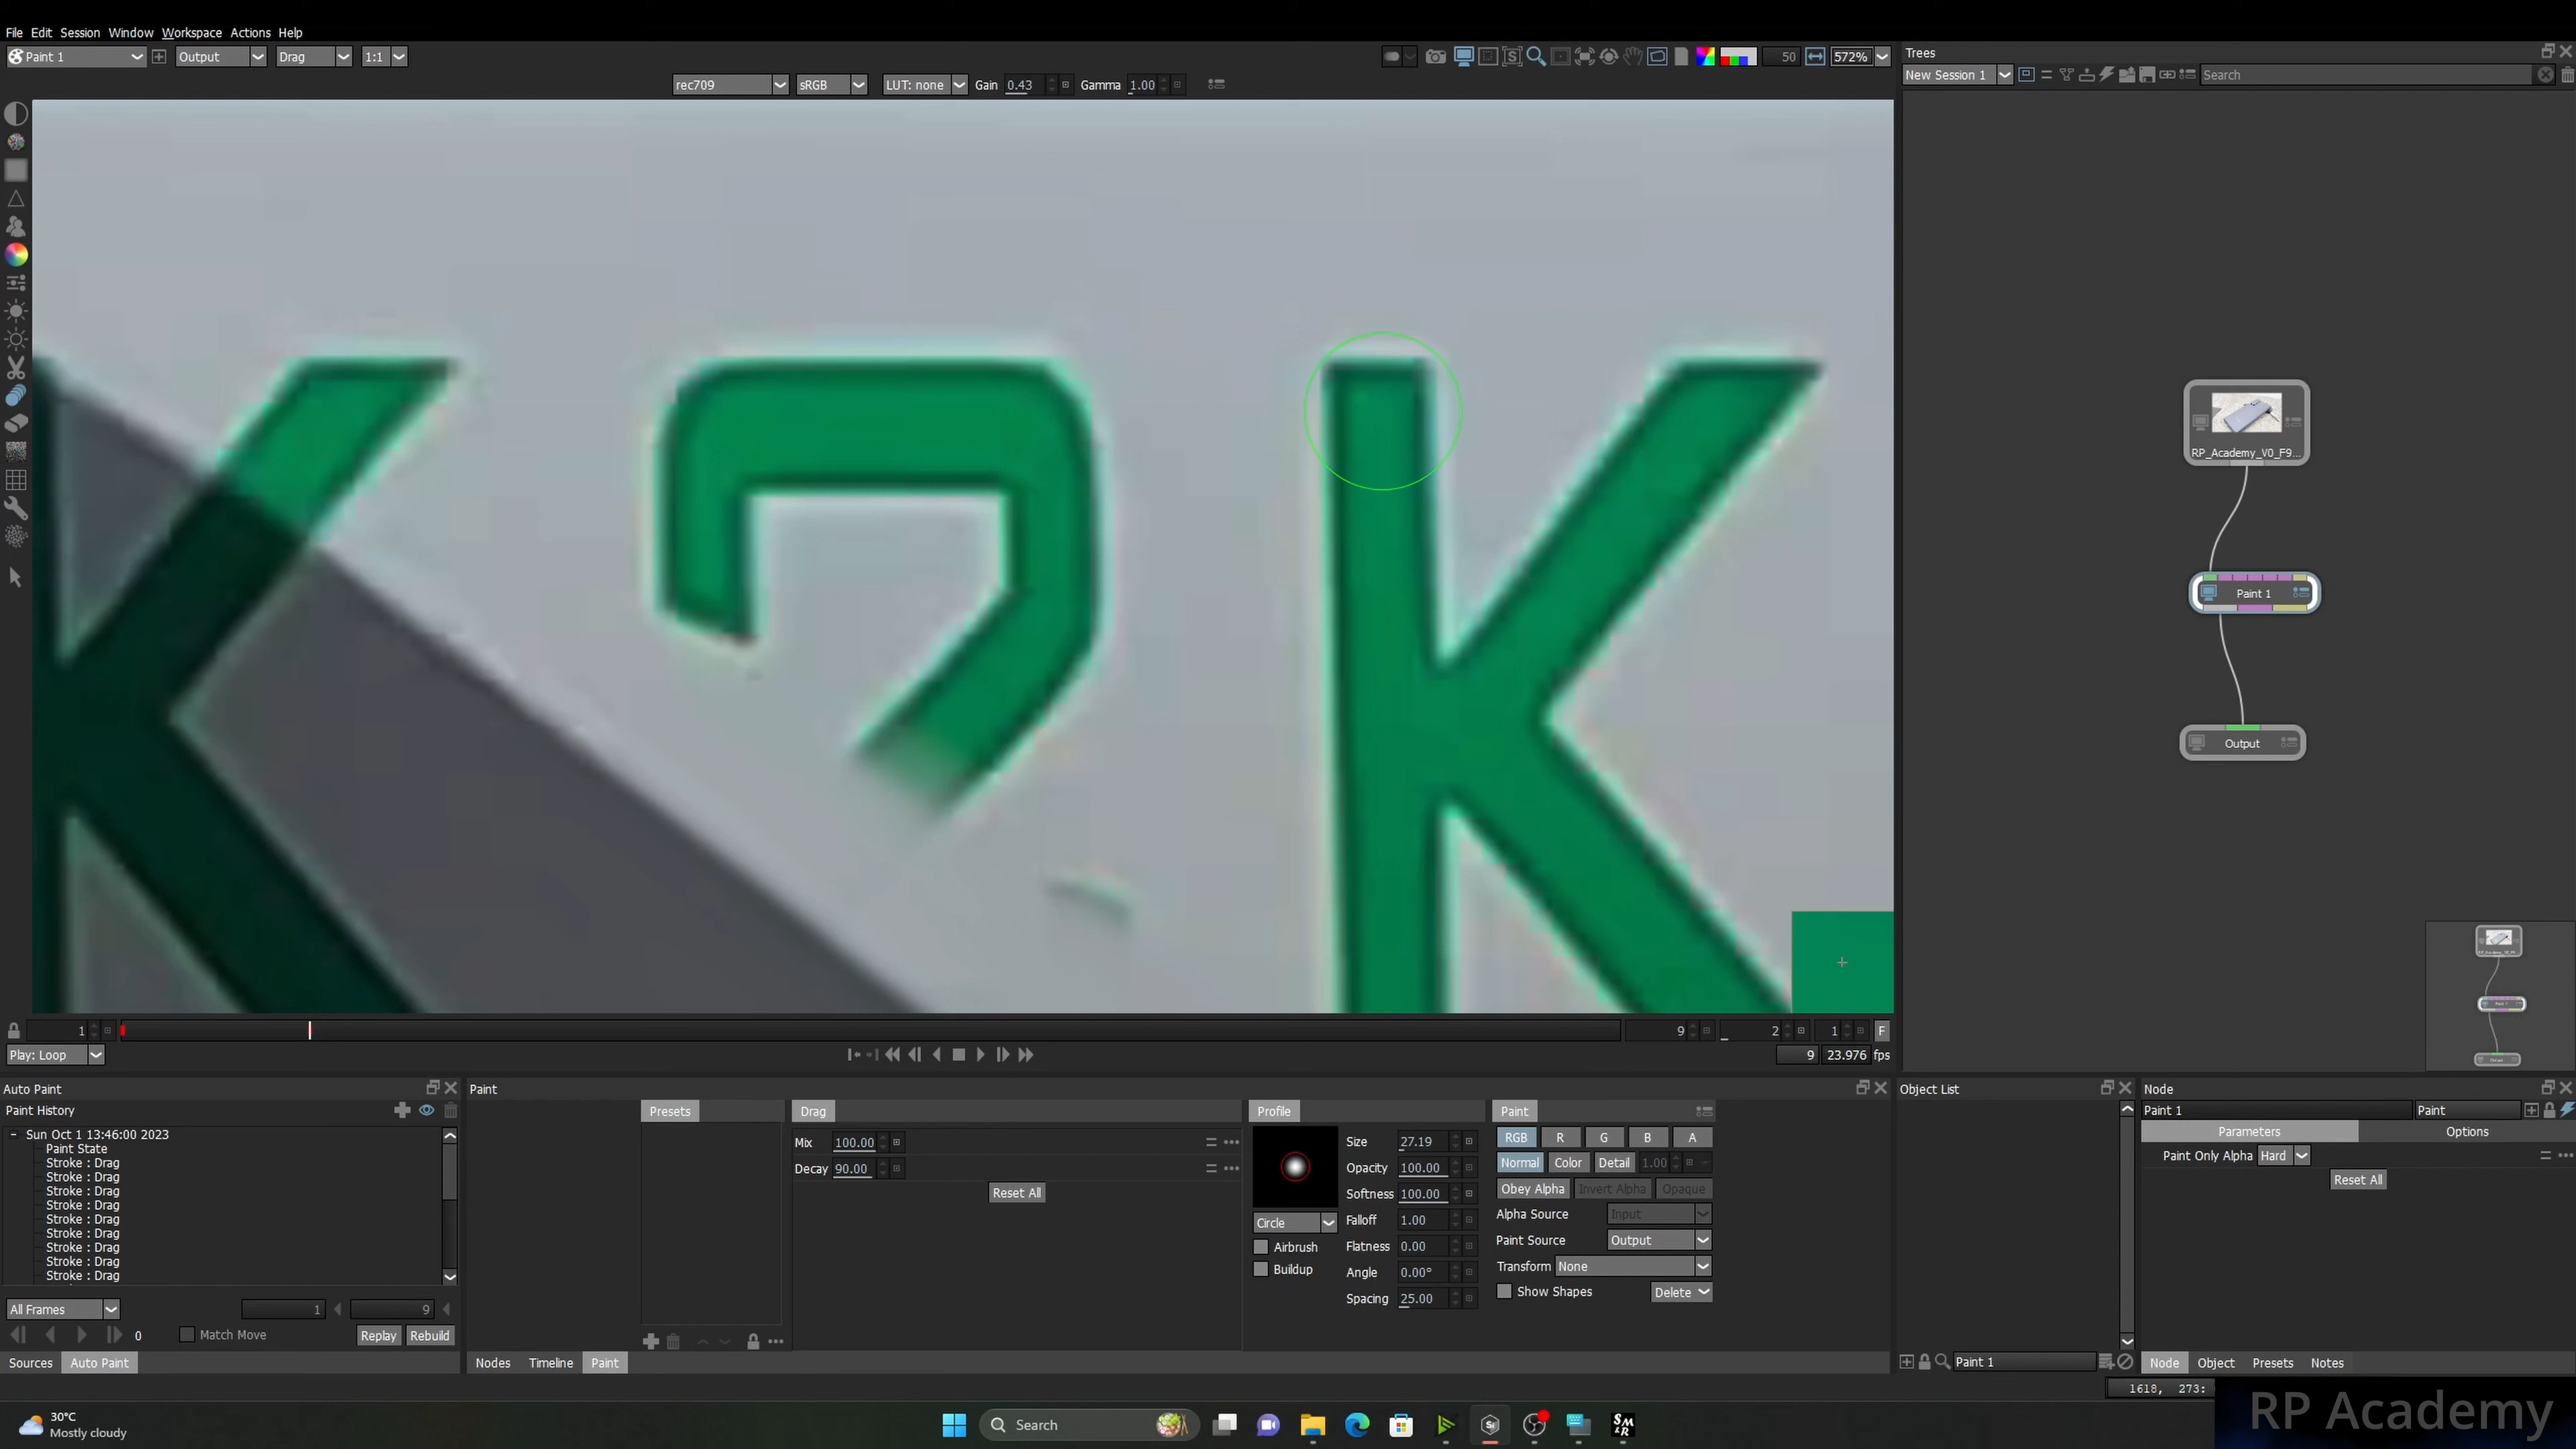 File Edit Session Window Workspace Actions Help
Paint 1 Output Drag 1:1 50 572%
rec709 sRGB LUT: none Gain 0.43 Gamma 1.00
Trees
New Session 1 Search
K 2 K
RP_Academy_V0_F9...
Paint 1
Output
1 9 2 1 F
Play: Loop 9 23.976 fps
Auto Paint
Paint History
Sun Oct 1 13:46:00 2023
Paint State
Stroke : Drag
Stroke : Drag
Stroke : Drag
Stroke : Drag
Stroke : Drag
Stroke : Drag
Stroke : Drag
Stroke : Drag
Stroke : Drag
All Frames 1 9
0 Match Move Replay Rebuild
Sources Auto Paint
Paint
Presets
Drag
Mix 100.00
Decay 90.00
Reset All
Profile
Circle
Airbrush
Buildup
Size 27.19
Opacity 100.00
Softness 100.00
Falloff 1.00
Flatness 0.00
Angle 0.00°
Spacing 25.00
Paint
RGB R G B A
Normal Color Detail 1.00
Obey Alpha Invert Alpha Opaque
Alpha Source Input
Paint Source Output
Transform None
Show Shapes Delete
Nodes Timeline Paint
Object List
Paint 1
Node
Paint 1 Paint
Parameters Options
Paint Only Alpha Hard
Reset All
Node Object Presets Notes
1618, 273:
30°C
Mostly cloudy
Search
RP Academy